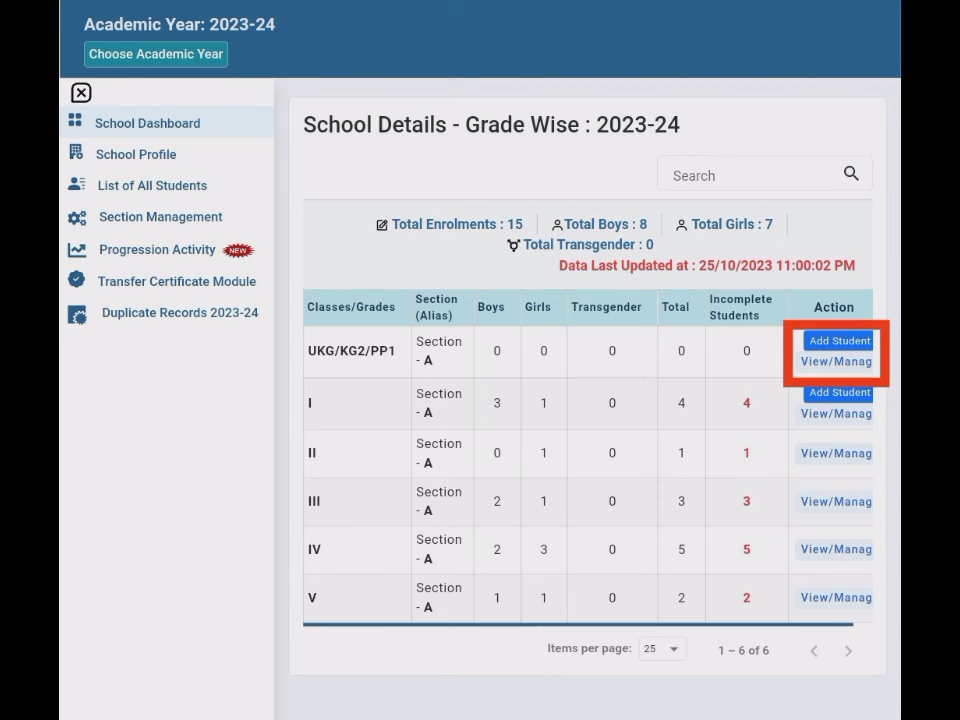 Academic Year: 2023-24
Choose Academic Year
School Dashboard
School Profile
List of All Students
Section Management
Progression Activity NEW
Transfer Certificate Module
Duplicate Records 2023-24
School Details - Grade Wise : 2023-24
Search
Total Enrolments : 15 Total Boys : 8 Total Girls : 7
Total Transgender : 0
Data Last Updated at : 25/10/2023 11:00:02 PM
Classes/Grades Section (Alias) Boys Girls Transgender Total Incomplete Students Action
UKG/KG2/PP1 Section - A 0 0 0 0 0 Add Student View/Manag
I Section - A 3 1 0 4 4 Add Student View/Manag
II Section - A 0 1 0 1 1 View/Manag
III Section - A 2 1 0 3 3 View/Manag
IV Section - A 2 3 0 5 5 View/Manag
V Section - A 1 1 0 2 2 View/Manag
Items per page: 25 1 – 6 of 6